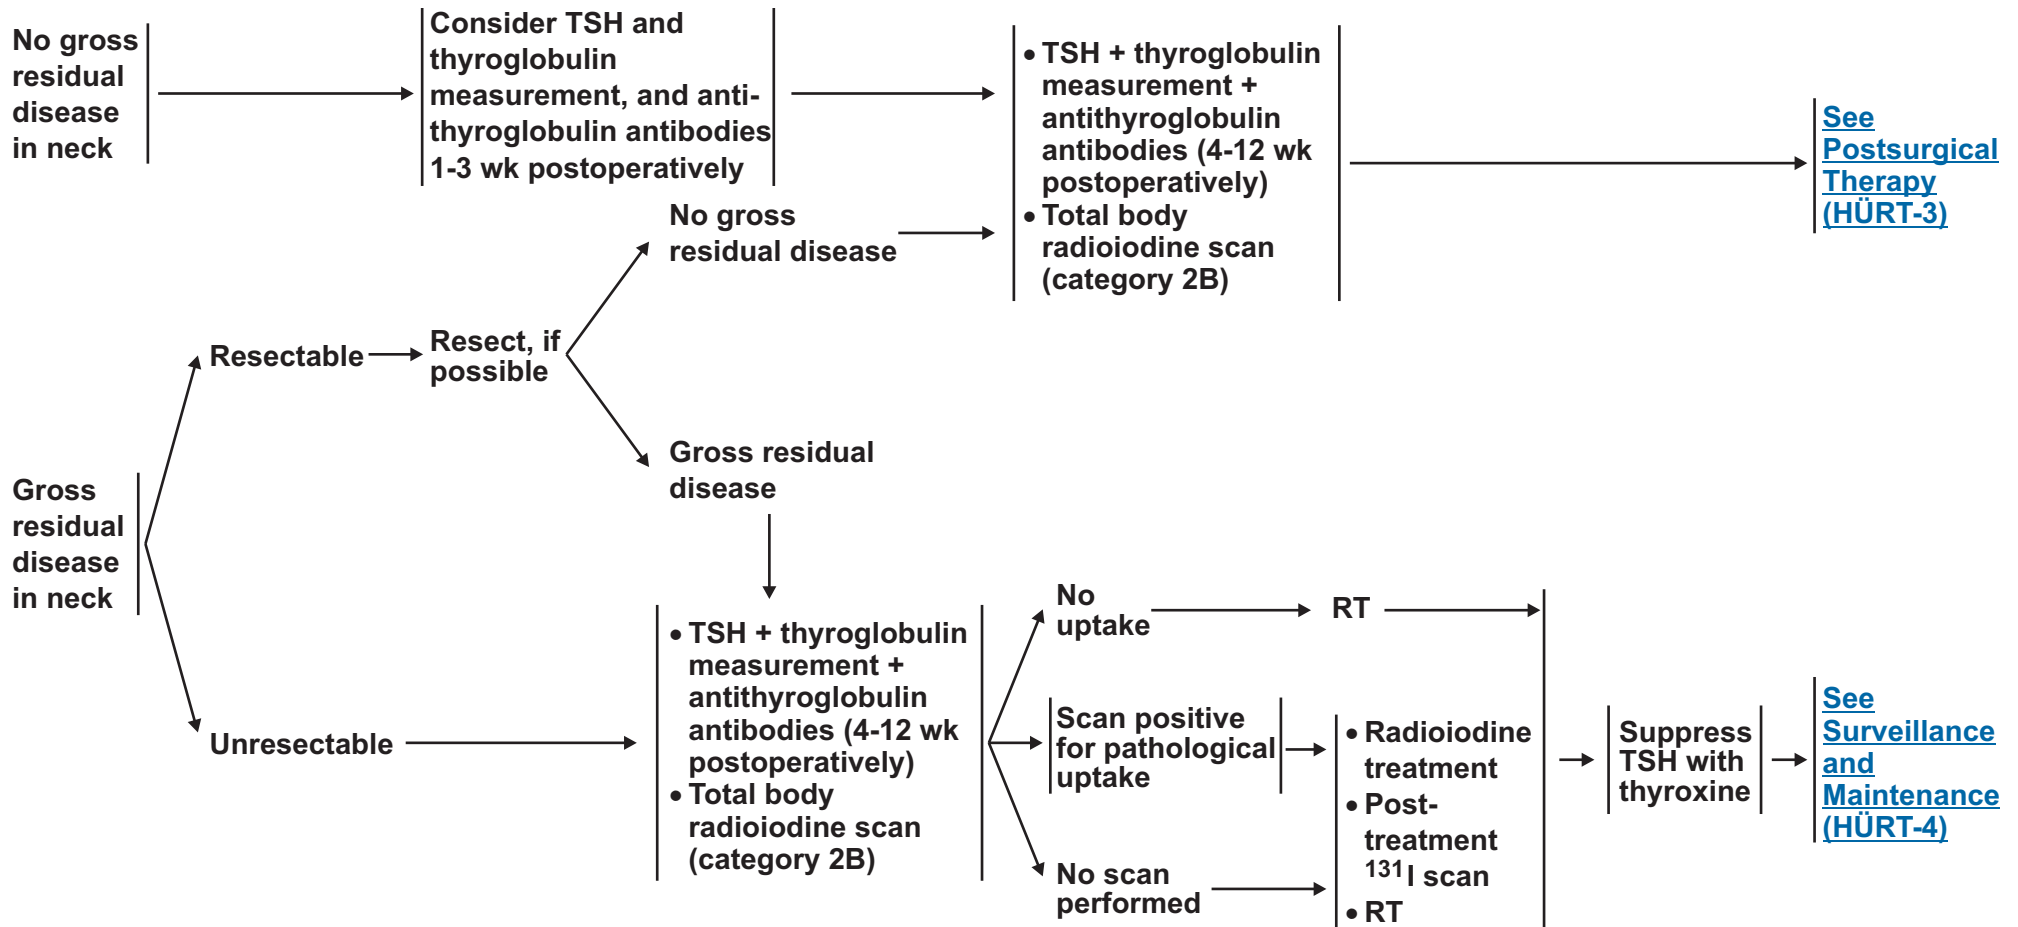 No gross
residual
disease
in neck
Consider TSH and
thyroglobulin
measurement, and anti-
thyroglobulin antibodies
1-3 wk postoperatively
• TSH + thyroglobulin
measurement +
antithyroglobulin
antibodies (4-12 wk
postoperatively)
• Total body
radioiodine scan
(category 2B)
See
Postsurgical
Therapy
(HÜRT-3)
No gross
residual disease
Resectable
Resect, if
possible
Gross residual
disease
Gross
residual
disease
in neck
Unresectable
• TSH + thyroglobulin
measurement +
antithyroglobulin
antibodies (4-12 wk
postoperatively)
• Total body
radioiodine scan
(category 2B)
No
uptake
RT
Scan positive
for pathological
uptake
No scan
performed
• Radioiodine
treatment
• Post-
treatment
131I scan
• RT
Suppress
TSH with
thyroxine
See
Surveillance
and
Maintenance
(HÜRT-4)